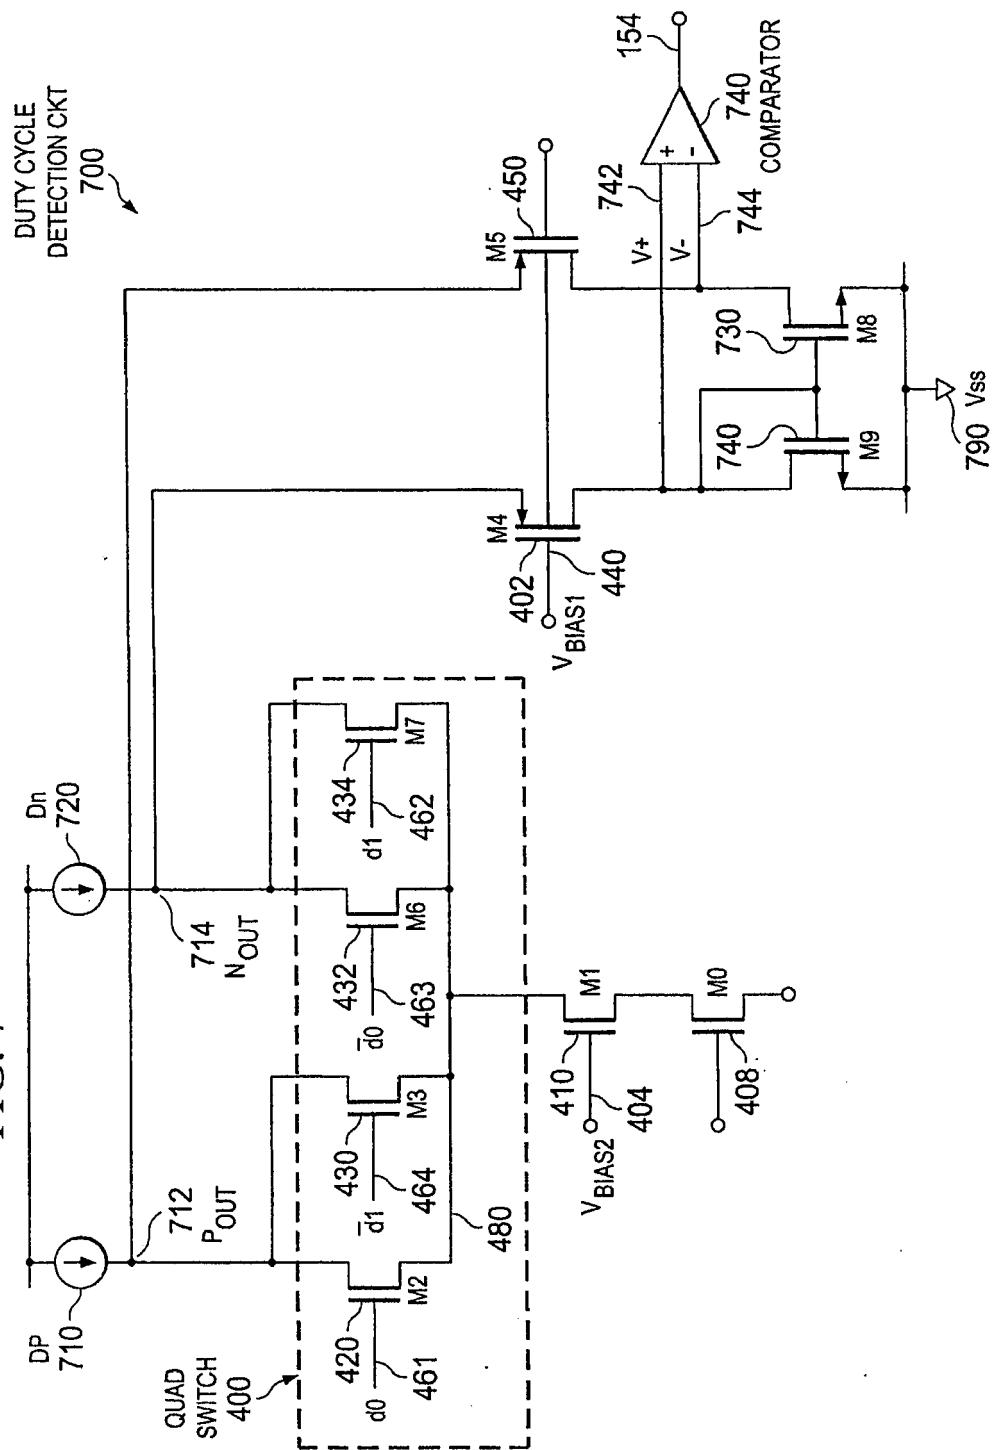 DUTY CYCLE
DETECTION CKT
700
DP
710
Dn
720
712
POUT
714
NOUT
QUAD
SWITCH
400
d0
461
420
M2
d̅1
464
430
M3
d̅0
463
432
M6
d1
462
434
M7
480
VBIAS2
404
410
M1
408
M0
VBIAS1
440
402
M4
M5
450
V+
742
V-
744
+
-
154
740
COMPARATOR
740
M9
730
M8
790
Vss